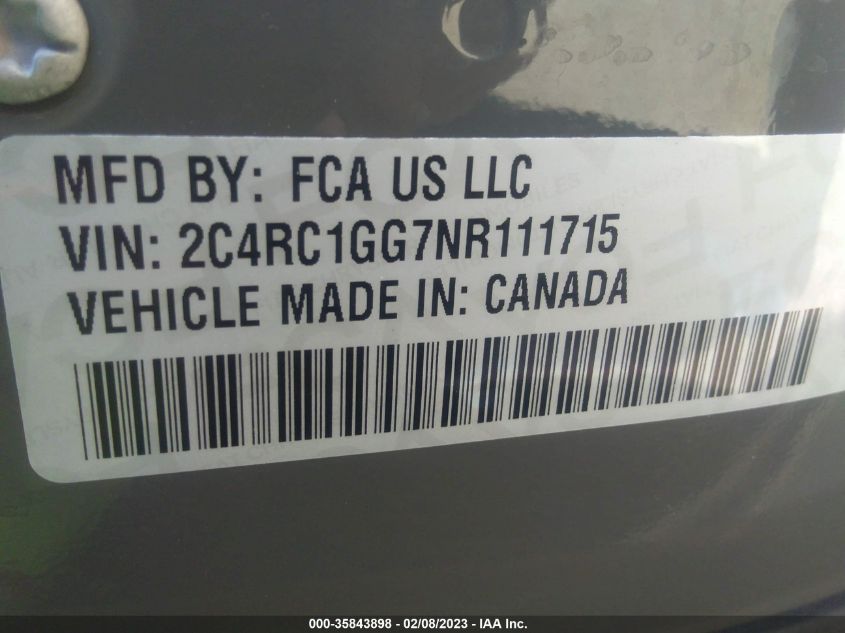 MFD BY: FCA US LLC
VIN: 2C4RC1GG7NR111715
VEHICLE MADE IN: CANADA
000-35843898 - 02/08/2023 - IAA Inc.